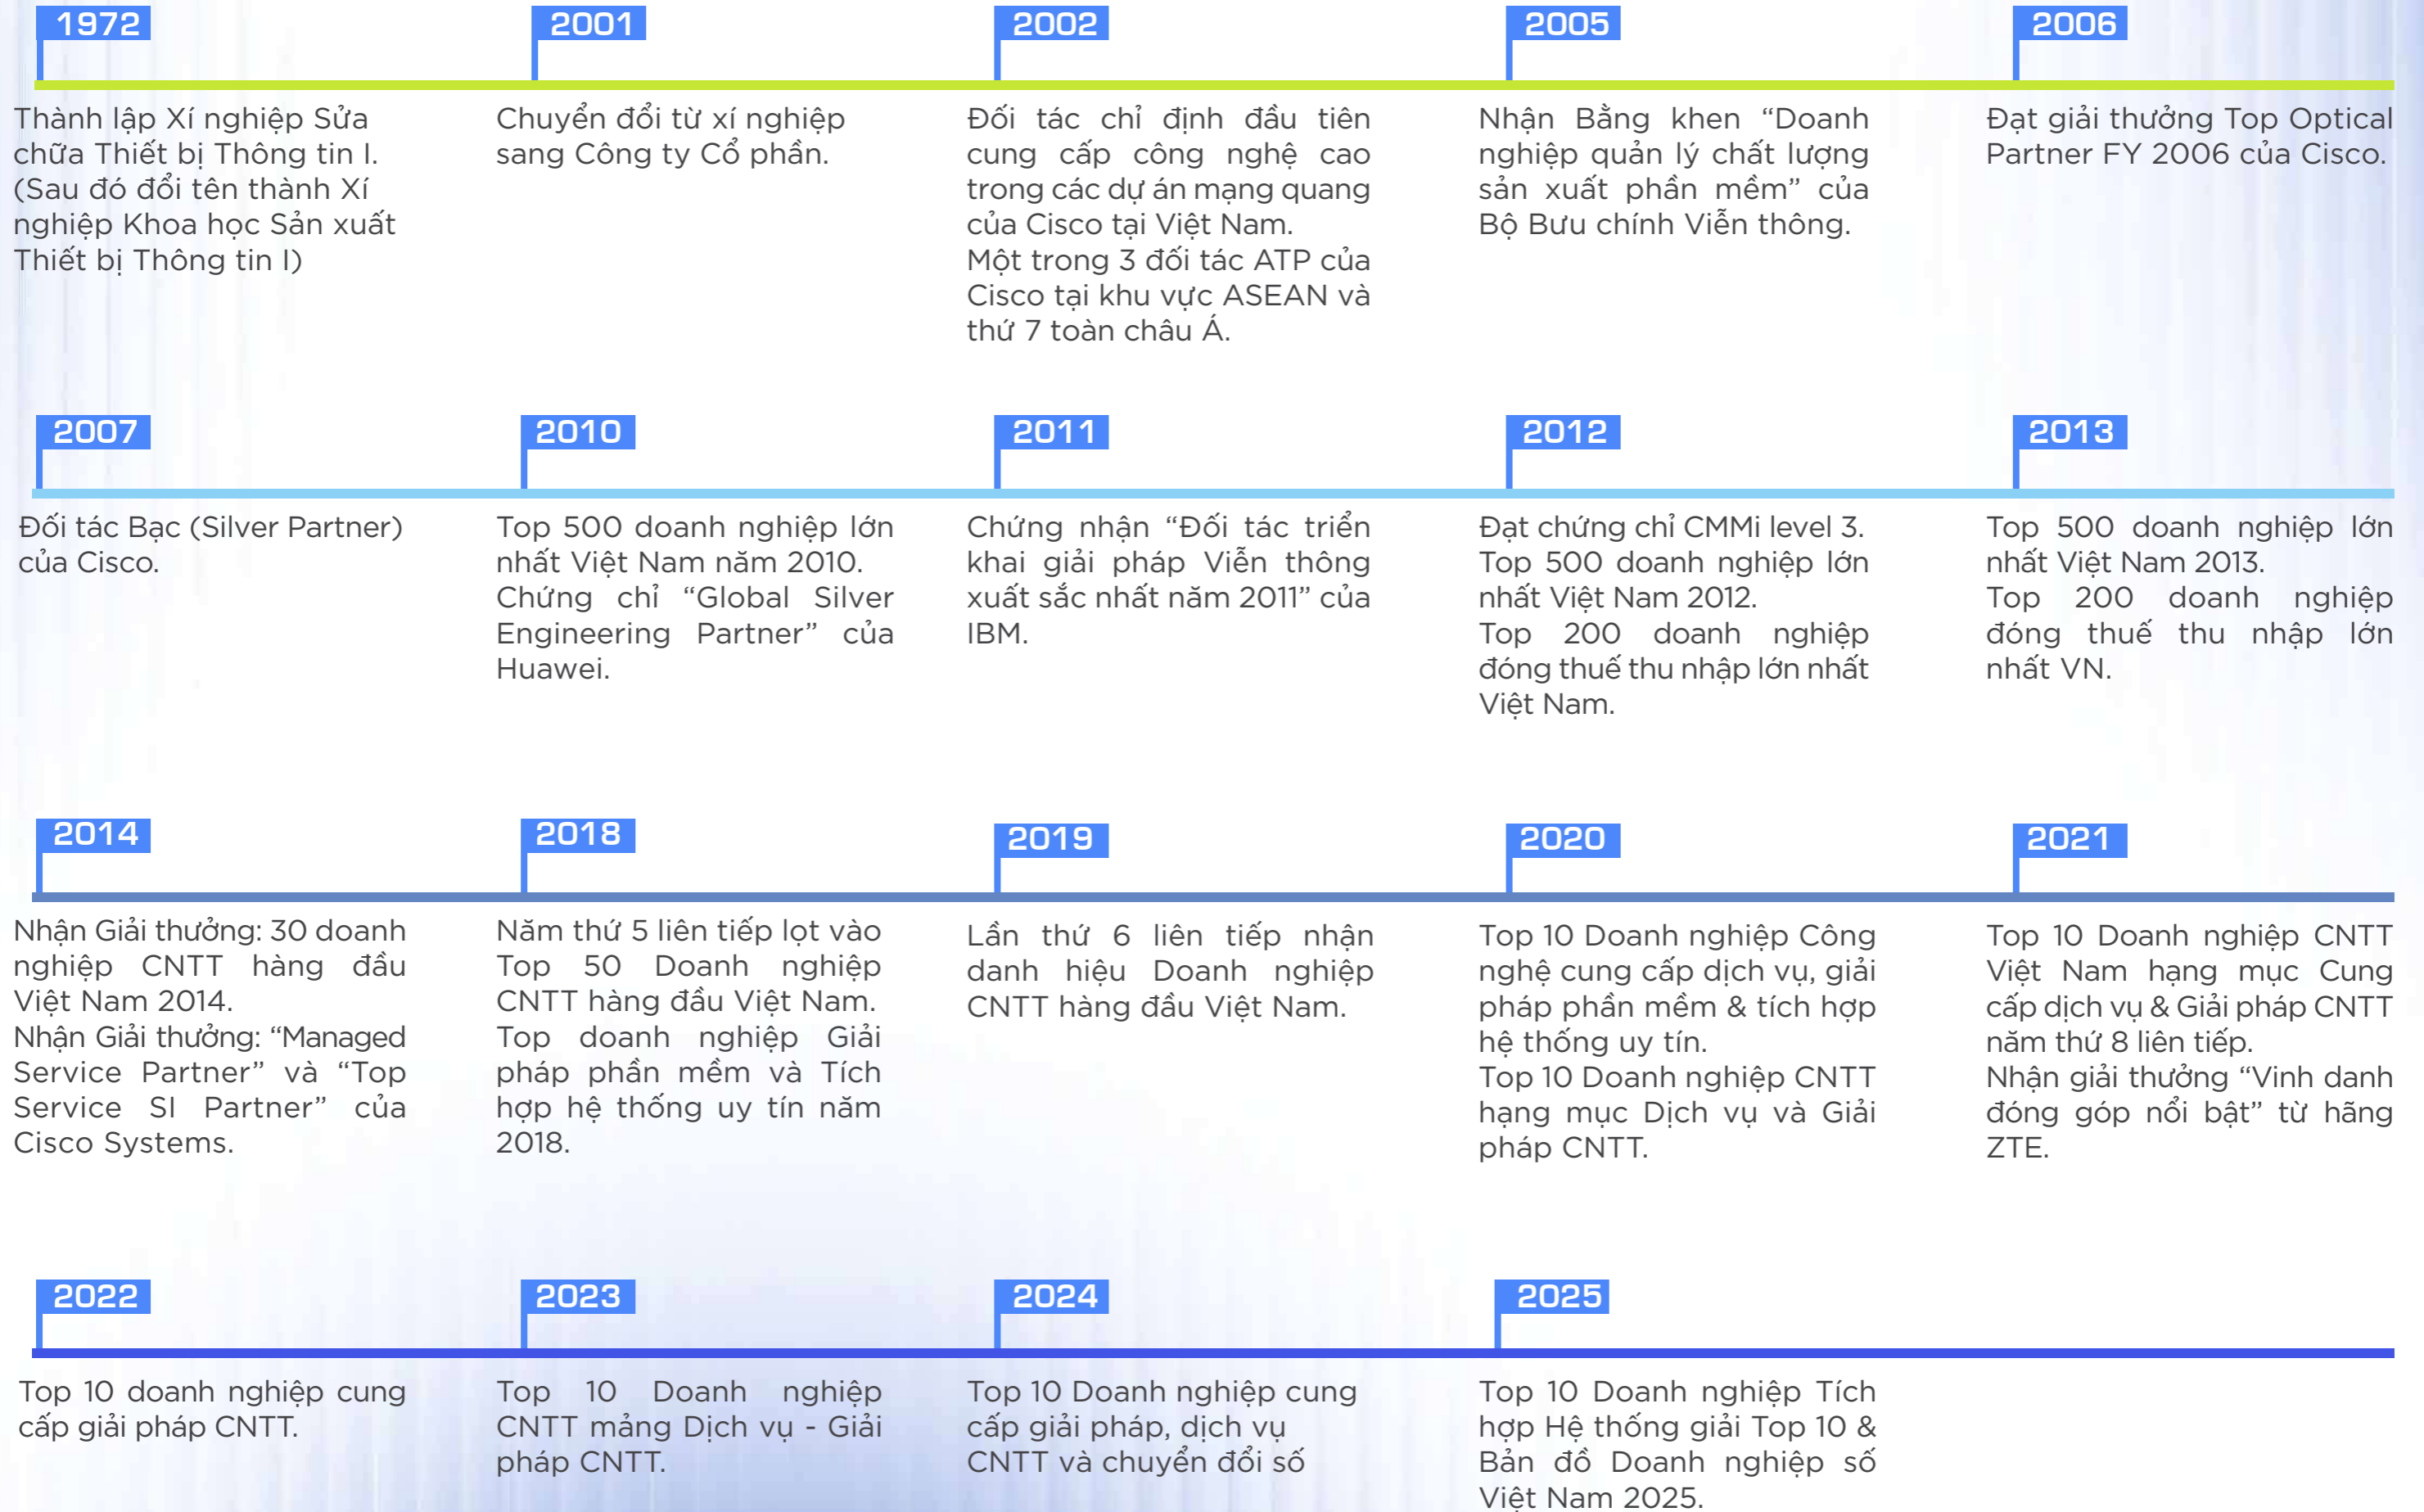 1972
Thành lập Xí nghiệp Sửa
chữa Thiết bị Thông tin I.
(Sau đó đổi tên thành Xí
nghiệp Khoa học Sản xuất
Thiết bị Thông tin I)
2001
Chuyển đổi từ xí nghiệp
sang Công ty Cổ phần.
2002
Đối tác chỉ định đầu tiên
cung cấp công nghệ cao
trong các dự án mạng quang
của Cisco tại Việt Nam.
Một trong 3 đối tác ATP của
Cisco tại khu vực ASEAN và
thứ 7 toàn châu Á.
2005
Nhận Bằng khen “Doanh
nghiệp quản lý chất lượng
sản xuất phần mềm” của
Bộ Bưu chính Viễn thông.
2006
Đạt giải thưởng Top Optical
Partner FY 2006 của Cisco.
2007
Đối tác Bạc (Silver Partner)
của Cisco.
2010
Top 500 doanh nghiệp lớn
nhất Việt Nam năm 2010.
Chứng chỉ “Global Silver
Engineering Partner” của
Huawei.
2011
Chứng nhận “Đối tác triển
khai giải pháp Viễn thông
xuất sắc nhất năm 2011” của
IBM.
2012
Đạt chứng chỉ CMMi level 3.
Top 500 doanh nghiệp lớn
nhất Việt Nam 2012.
Top 200 doanh nghiệp
đóng thuế thu nhập lớn nhất
Việt Nam.
2013
Top 500 doanh nghiệp lớn
nhất Việt Nam 2013.
Top 200 doanh nghiệp
đóng thuế thu nhập lớn
nhất VN.
2014
Nhận Giải thưởng: 30 doanh
nghiệp CNTT hàng đầu
Việt Nam 2014.
Nhận Giải thưởng: “Managed
Service Partner” và “Top
Service SI Partner” của
Cisco Systems.
2018
Năm thứ 5 liên tiếp lọt vào
Top 50 Doanh nghiệp
CNTT hàng đầu Việt Nam.
Top doanh nghiệp Giải
pháp phần mềm và Tích
hợp hệ thống uy tín năm
2018.
2019
Lần thứ 6 liên tiếp nhận
danh hiệu Doanh nghiệp
CNTT hàng đầu Việt Nam.
2020
Top 10 Doanh nghiệp Công
nghệ cung cấp dịch vụ, giải
pháp phần mềm & tích hợp
hệ thống uy tín.
Top 10 Doanh nghiệp CNTT
hạng mục Dịch vụ và Giải
pháp CNTT.
2021
Top 10 Doanh nghiệp CNTT
Việt Nam hạng mục Cung
cấp dịch vụ & Giải pháp CNTT
năm thứ 8 liên tiếp.
Nhận giải thưởng “Vinh danh
đóng góp nổi bật” từ hãng
ZTE.
2022
Top 10 doanh nghiệp cung
cấp giải pháp CNTT.
2023
Top 10 Doanh nghiệp
CNTT mảng Dịch vụ - Giải
pháp CNTT.
2024
Top 10 Doanh nghiệp cung
cấp giải pháp, dịch vụ
CNTT và chuyển đổi số
2025
Top 10 Doanh nghiệp Tích
hợp Hệ thống giải Top 10 &
Bản đồ Doanh nghiệp số
Việt Nam 2025.